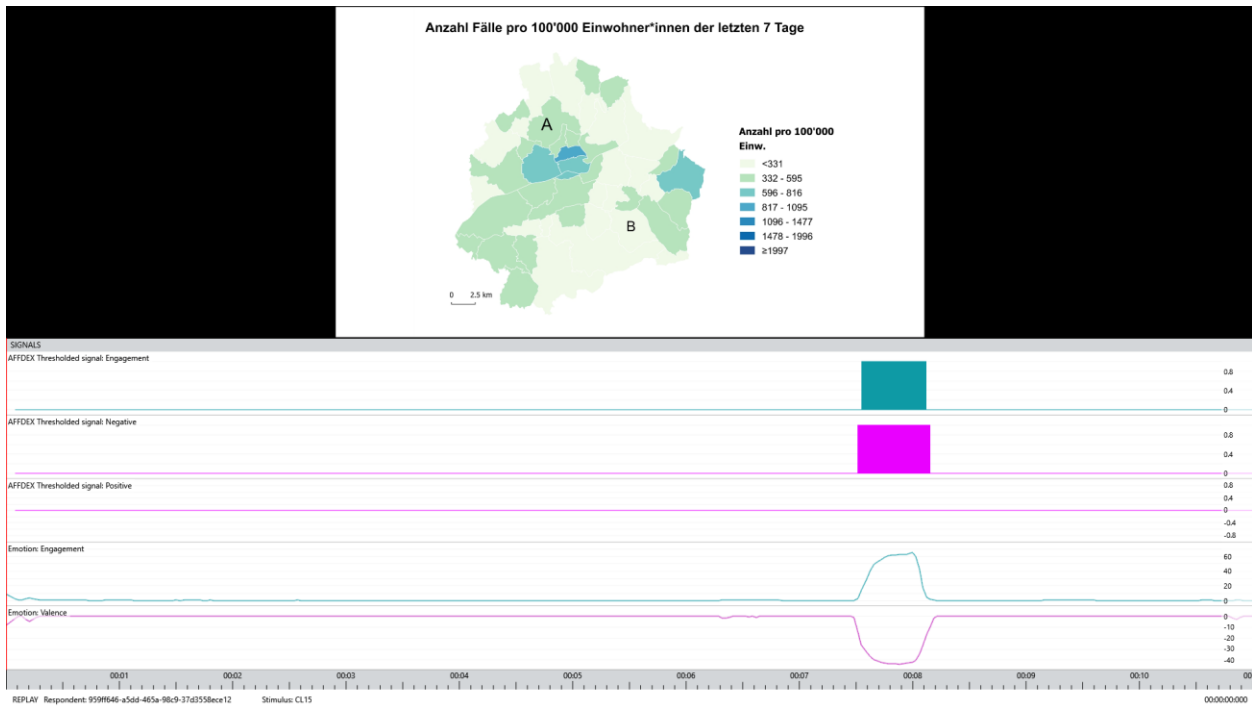 Anzahl Fälle pro 100'000 Einwohner*innen der letzten 7 Tage
A
B
Anzahl pro 100'000
Einw.
<331
332 - 595
596 - 816
817 - 1095
1096 - 1477
1478 - 1996
≥1997
0 2.5 km
SIGNALS
AFFDEX Thresholded signal: Engagement
0.8
0.4
0
AFFDEX Thresholded signal: Negative
0.8
0.4
0
AFFDEX Thresholded signal: Positive
0.8
0.4
0
-0.4
-0.8
Emotion: Engagement
60
40
20
0
Emotion: Valence
0
-10
-20
-30
-40
00:01 00:02 00:03 00:04 00:05 00:06 00:07 00:08 00:09 00:10 00
REPLAY Respondent: 959ff646-a5dd-465a-98c9-37d3558ece12 Stimulus: CL15 00:00:00:000